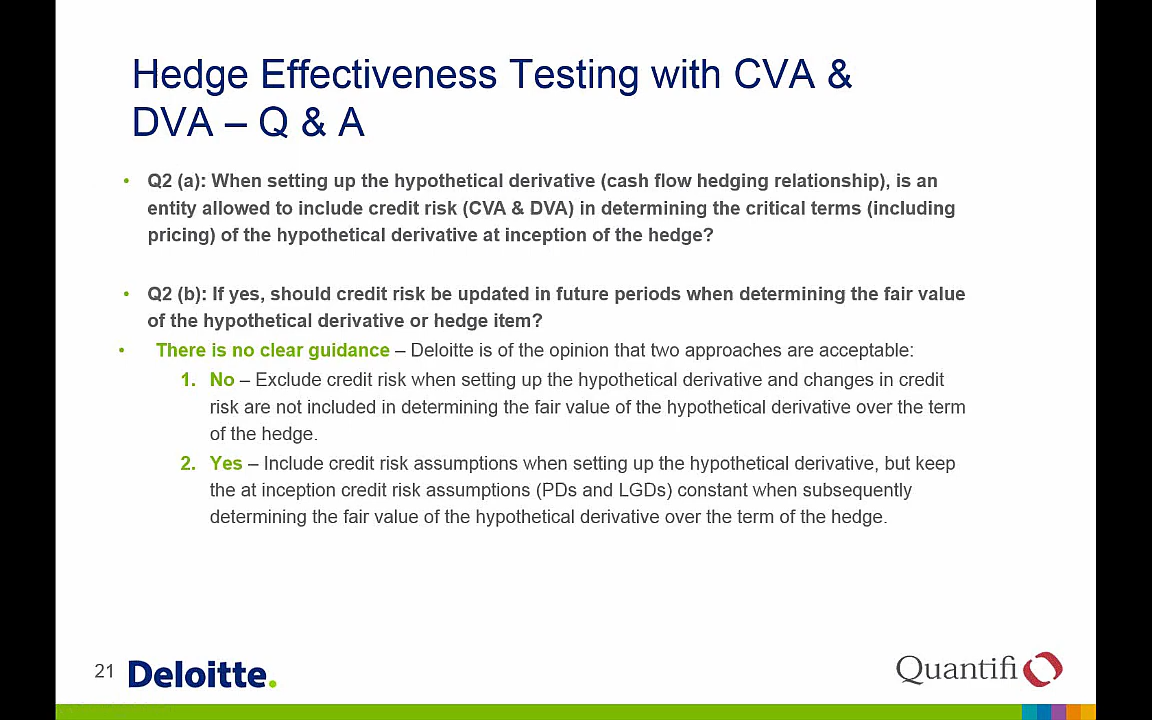 Hedge Effectiveness Testing with CVA &
DVA – Q & A
• Q2 (a): When setting up the hypothetical derivative (cash flow hedging relationship), is an
entity allowed to include credit risk (CVA & DVA) in determining the critical terms (including
pricing) of the hypothetical derivative at inception of the hedge?
• Q2 (b): If yes, should credit risk be updated in future periods when determining the fair value
of the hypothetical derivative or hedge item?
• There is no clear guidance – Deloitte is of the opinion that two approaches are acceptable:
1. No – Exclude credit risk when setting up the hypothetical derivative and changes in credit
risk are not included in determining the fair value of the hypothetical derivative over the term
of the hedge.
2. Yes – Include credit risk assumptions when setting up the hypothetical derivative, but keep
the at inception credit risk assumptions (PDs and LGDs) constant when subsequently
determining the fair value of the hypothetical derivative over the term of the hedge.
21 Deloitte. Quantifi